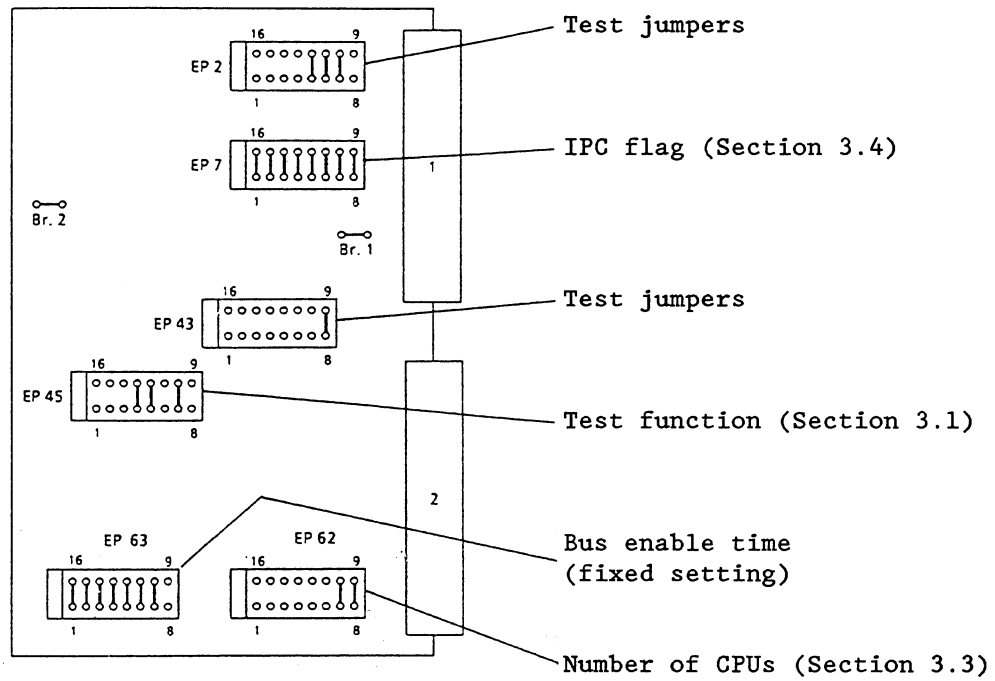 16 9
Test jumpers
EP 2
1 8
16 9
IPC flag (Section 3.4)
EP 7
1
1 8
Br. 2
Br. 1
16 9
Test jumpers
EP 43
1 8
16 9
EP 45
Test function (Section 3.1)
1 8
2
EP 63
EP 62
Bus enable time
(fixed setting)
16 9
16 9
1 8
1 8
Number of CPUs (Section 3.3)